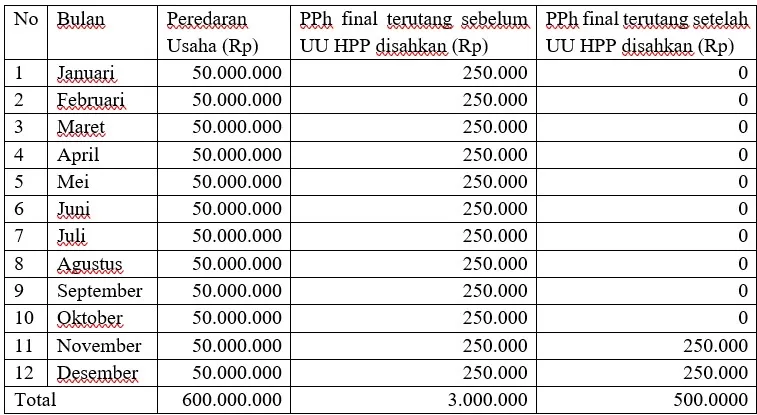 No Bulan Peredaran Usaha (Rp) PPh final terutang sebelum UU HPP disahkan (Rp) PPh final terutang setelah UU HPP disahkan (Rp)
1 Januari 50.000.000 250.000 0
2 Februari 50.000.000 250.000 0
3 Maret 50.000.000 250.000 0
4 April 50.000.000 250.000 0
5 Mei 50.000.000 250.000 0
6 Juni 50.000.000 250.000 0
7 Juli 50.000.000 250.000 0
8 Agustus 50.000.000 250.000 0
9 September 50.000.000 250.000 0
10 Oktober 50.000.000 250.000 0
11 November 50.000.000 250.000 250.000
12 Desember 50.000.000 250.000 250.000
Total 600.000.000 3.000.000 500.0000